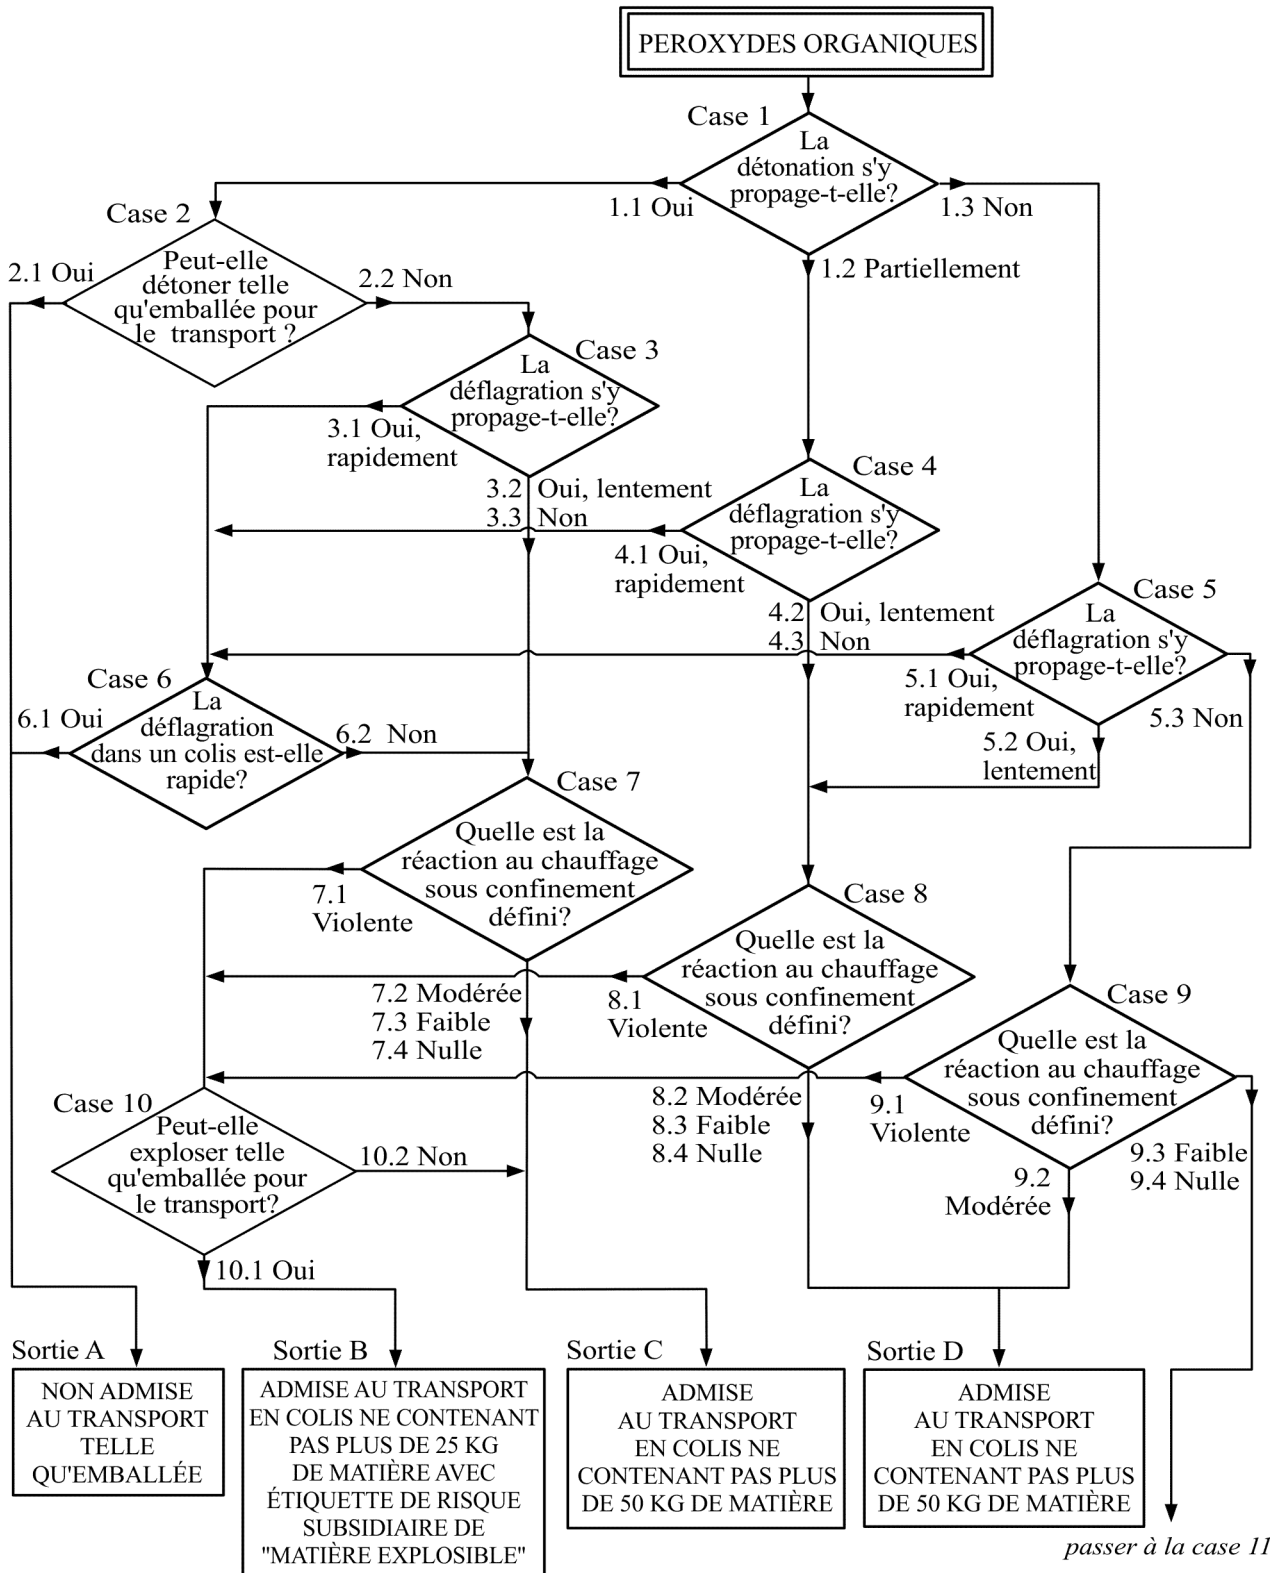 PEROXYDES ORGANIQUES
Case 1
La
détonation s'y
propage-t-elle?
1.1 Oui
1.3 Non
1.2 Partiellement
Case 2
Peut-elle
détoner telle
qu'emballée pour
le transport ?
2.1 Oui
2.2 Non
Case 3
La
déflagration s'y
propage-t-elle?
3.1 Oui,
rapidement
3.2 Oui, lentement
3.3 Non
Case 4
La
déflagration s'y
propage-t-elle?
4.1 Oui,
rapidement
4.2 Oui, lentement
4.3 Non
Case 5
La
déflagration s'y
propage-t-elle?
5.1 Oui,
rapidement
5.2 Oui,
lentement
5.3 Non
Case 6
La
déflagration
dans un colis est-elle
rapide?
6.1 Oui
6.2 Non
Case 7
Quelle est la
réaction au chauffage
sous confinement
défini?
7.1
Violente
7.2 Modérée
7.3 Faible
7.4 Nulle
Case 8
Quelle est la
réaction au chauffage
sous confinement
défini?
8.1
Violente
8.2 Modérée
8.3 Faible
8.4 Nulle
Case 9
Quelle est la
réaction au chauffage
sous confinement
défini?
9.1
Violente
9.2
Modérée
9.3 Faible
9.4 Nulle
Case 10
Peut-elle
exploser telle
qu'emballée pour
le transport?
10.2 Non
10.1 Oui
Sortie A
NON ADMISE
AU TRANSPORT
TELLE
QU'EMBALLÉE
Sortie B
ADMISE AU TRANSPORT
EN COLIS NE CONTENANT
PAS PLUS DE 25 KG
DE MATIÈRE AVEC
ÉTIQUETTE DE RISQUE
SUBSIDIAIRE DE
"MATIÈRE EXPLOSIBLE"
Sortie C
ADMISE
AU TRANSPORT
EN COLIS NE
CONTENANT PAS PLUS
DE 50 KG DE MATIÈRE
Sortie D
ADMISE
AU TRANSPORT
EN COLIS NE
CONTENANT PAS PLUS
DE 50 KG DE MATIÈRE
passer à la case 11